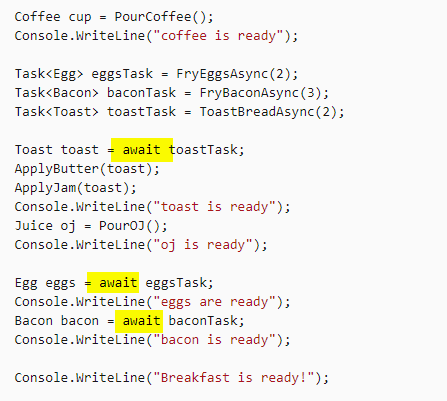 Coffee cup = PourCoffee();
Console.WriteLine("coffee is ready");
Task<Egg> eggsTask = FryEggsAsync(2);
Task<Bacon> baconTask = FryBaconAsync(3);
Task<Toast> toastTask = ToastBreadAsync(2);
Toast toast = await toastTask;
ApplyButter(toast);
ApplyJam(toast);
Console.WriteLine("toast is ready");
Juice oj = PourOJ();
Console.WriteLine("oj is ready");
Egg eggs = await eggsTask;
Console.WriteLine("eggs are ready");
Bacon bacon = await baconTask;
Console.WriteLine("bacon is ready");
Console.WriteLine("Breakfast is ready!");